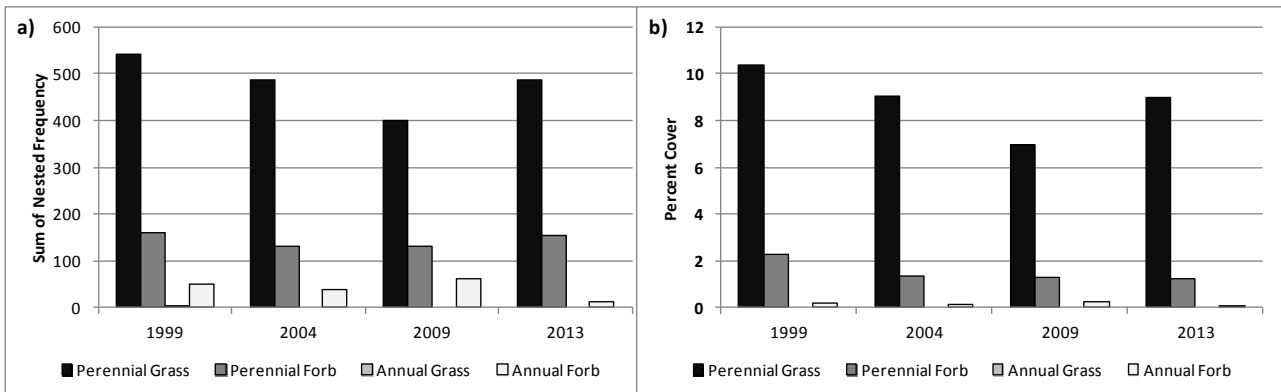 a)
Sum of Nested Frequency
600
500
400
300
200
100
0
1999 2004 2009 2013
Perennial Grass Perennial Forb Annual Grass Annual Forb
b)
Percent Cover
12
10
8
6
4
2
0
1999 2004 2009 2013
Perennial Grass Perennial Forb Annual Grass Annual Forb